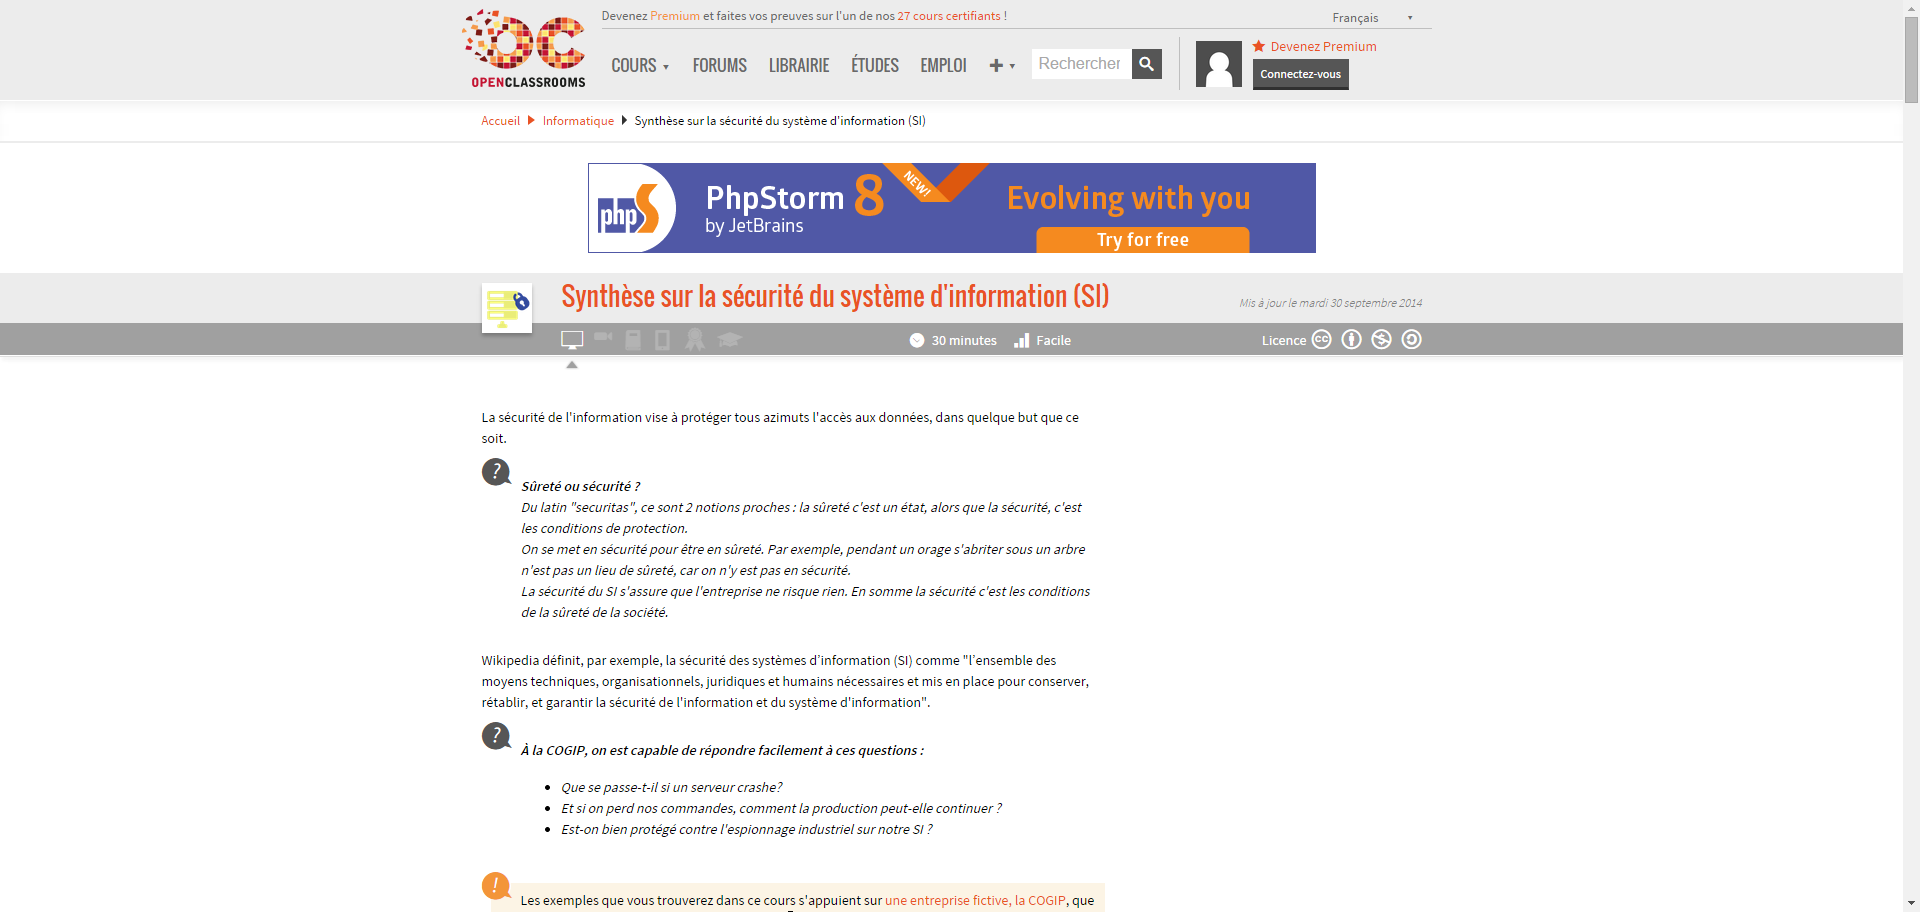 Devenez Premium et faites vos preuves sur l'un de nos 27 cours certifiants !
Français
OPENCLASSROOMS
COURS
FORUMS
LIBRAIRIE
ÉTUDES
EMPLOI
Rechercher
Devenez Premium
Connectez-vous
Accueil
Informatique
Synthèse sur la sécurité du système d'information (SI)
phpS
PhpStorm 8
by JetBrains
NEW!
Evolving with you
Try for free
Synthèse sur la sécurité du système d'information (SI)
Mis à jour le mardi 30 septembre 2014
30 minutes
Facile
Licence
cc
La sécurité de l'information vise à protéger tous azimuts l'accès aux données, dans quelque but que ce
soit.
?
Sûreté ou sécurité ?
Du latin "securitas", ce sont 2 notions proches : la sûreté c'est un état, alors que la sécurité, c'est
les conditions de protection.
On se met en sécurité pour être en sûreté. Par exemple, pendant un orage s'abriter sous un arbre
n'est pas un lieu de sûreté, car on n'y est pas en sécurité.
La sécurité du SI s'assure que l'entreprise ne risque rien. En somme la sécurité c'est les conditions
de la sûreté de la société.
Wikipedia définit, par exemple, la sécurité des systèmes d’information (SI) comme "l’ensemble des
moyens techniques, organisationnels, juridiques et humains nécessaires et mis en place pour conserver,
rétablir, et garantir la sécurité de l'information et du système d'information".
?
À la COGIP, on est capable de répondre facilement à ces questions :
• Que se passe-t-il si un serveur crashe?
• Et si on perd nos commandes, comment la production peut-elle continuer ?
• Est-on bien protégé contre l'espionnage industriel sur notre SI ?
!
Les exemples que vous trouverez dans ce cours s'appuient sur une entreprise fictive, la COGIP, que